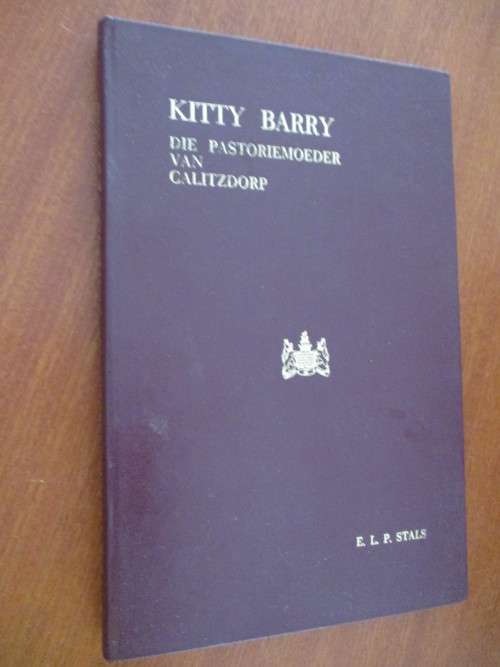 KITTY BARRY
DIE PASTORIEMOEDER
VAN
CALITZDORP
E. L. P. STALS